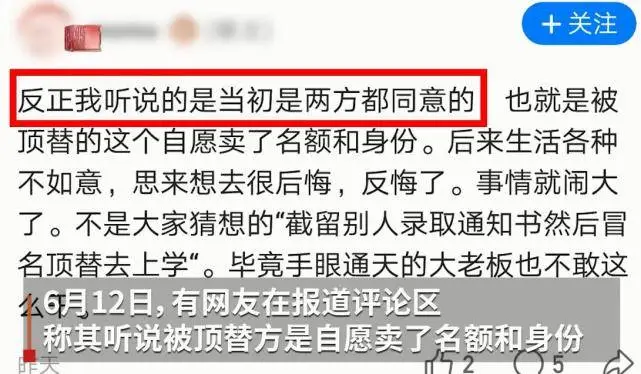 + 关注
反正我听说的是当初是两方都同意的 也就是被
顶替的这个自愿卖了名额和身份。后来生活各种
不如意，思来想去很后悔，反悔了。事情就闹大
了。不是大家猜想的“截留别人录取通知书然后冒
名顶替去上学“。毕竟手眼通天的大老板也不敢这
么
6月12日，有网友在报道评论区
称其听说被顶替方是自愿卖了名额和身份
昨天
2
5